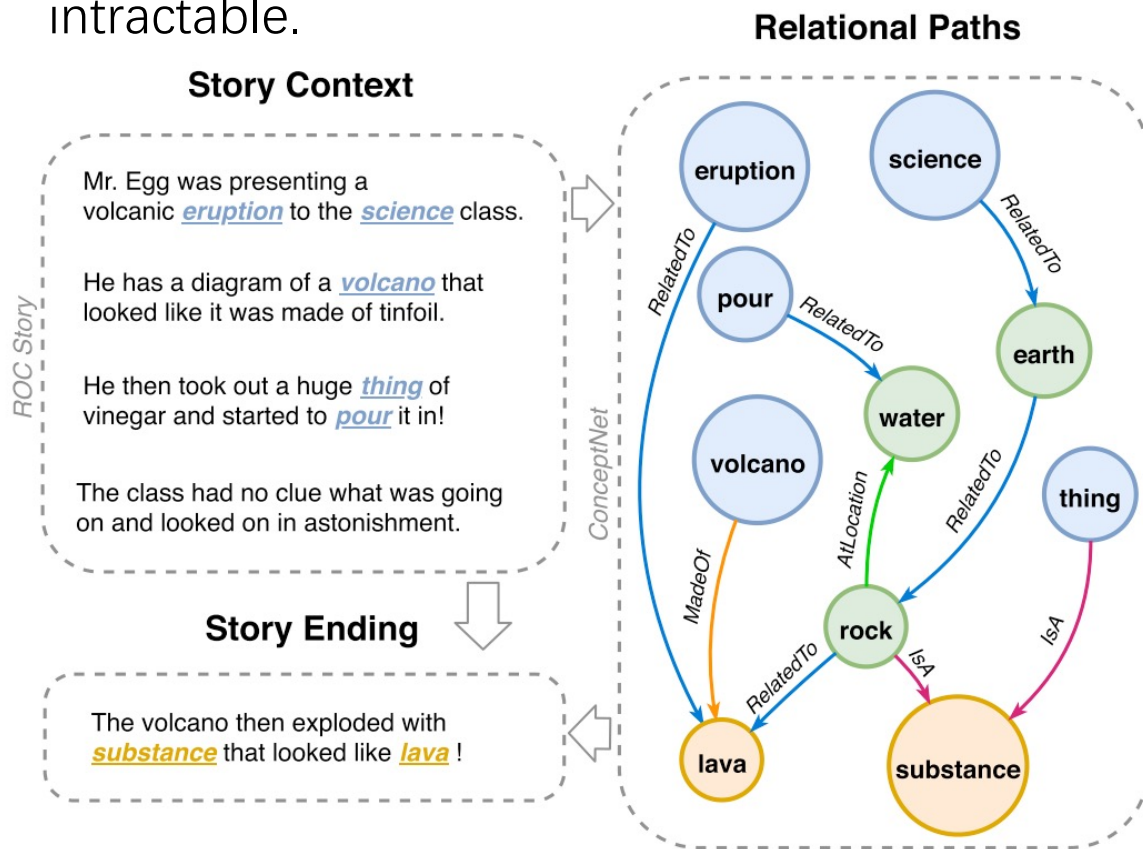 intractable.
Story Context
ROC Story
Mr. Egg was presenting a
volcanic eruption to the science class.
He has a diagram of a volcano that
looked like it was made of tinfoil.
He then took out a huge thing of
vinegar and started to pour it in!
The class had no clue what was going
on and looked on in astonishment.
Story Ending
The volcano then exploded with
substance that looked like lava !
Relational Paths
ConceptNet
eruption
science
RelatedTo
RelatedTo
pour
RelatedTo
earth
water
volcano
thing
AtLocation
RelatedTo
MadeOf
rock
IsA
IsA
RelatedTo
lava
substance